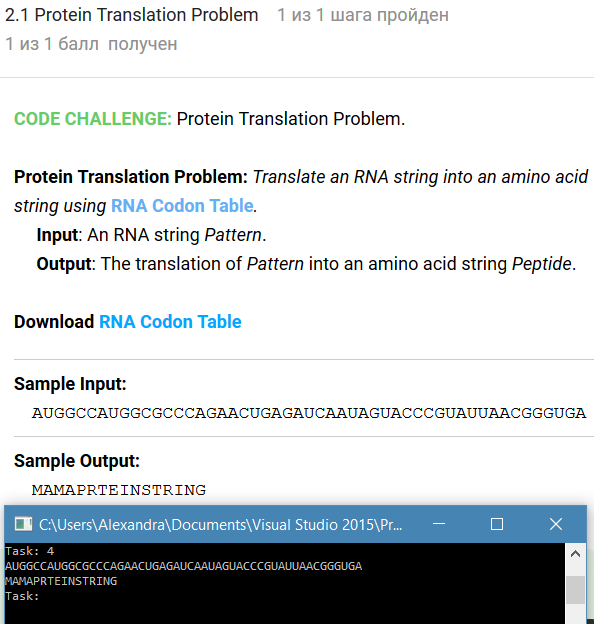 2.1 Protein Translation Problem 1 из 1 шага пройден
1 из 1 балл получен
CODE CHALLENGE: Protein Translation Problem.
Protein Translation Problem: Translate an RNA string into an amino acid
string using RNA Codon Table.
Input: An RNA string Pattern.
Output: The translation of Pattern into an amino acid string Peptide.
Download RNA Codon Table
Sample Input:
AUGGCCAUGGCGCCCAGAACUGAGAUCAAUAGUACCCGUAUUAACGGGUGA
Sample Output:
MAMAPRTEINSTRING
C:\Users\Alexandra\Documents\Visual Studio 2015\Pr...
Task: 4
AUGGCCAUGGCGCCCAGAACUGAGAUCAAUAGUACCCGUAUUAACGGGUGA
MAMAPRTEINSTRING
Task: